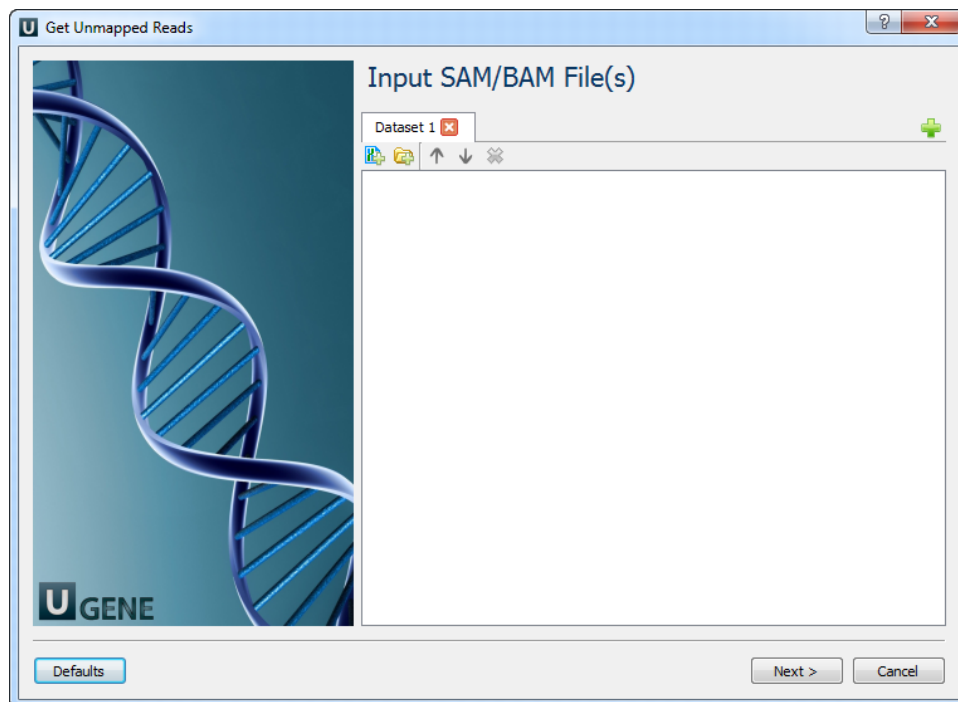 U Get Unmapped Reads
Input SAM/BAM File(s)
Dataset 1
U GENE
Defaults
Next >
Cancel